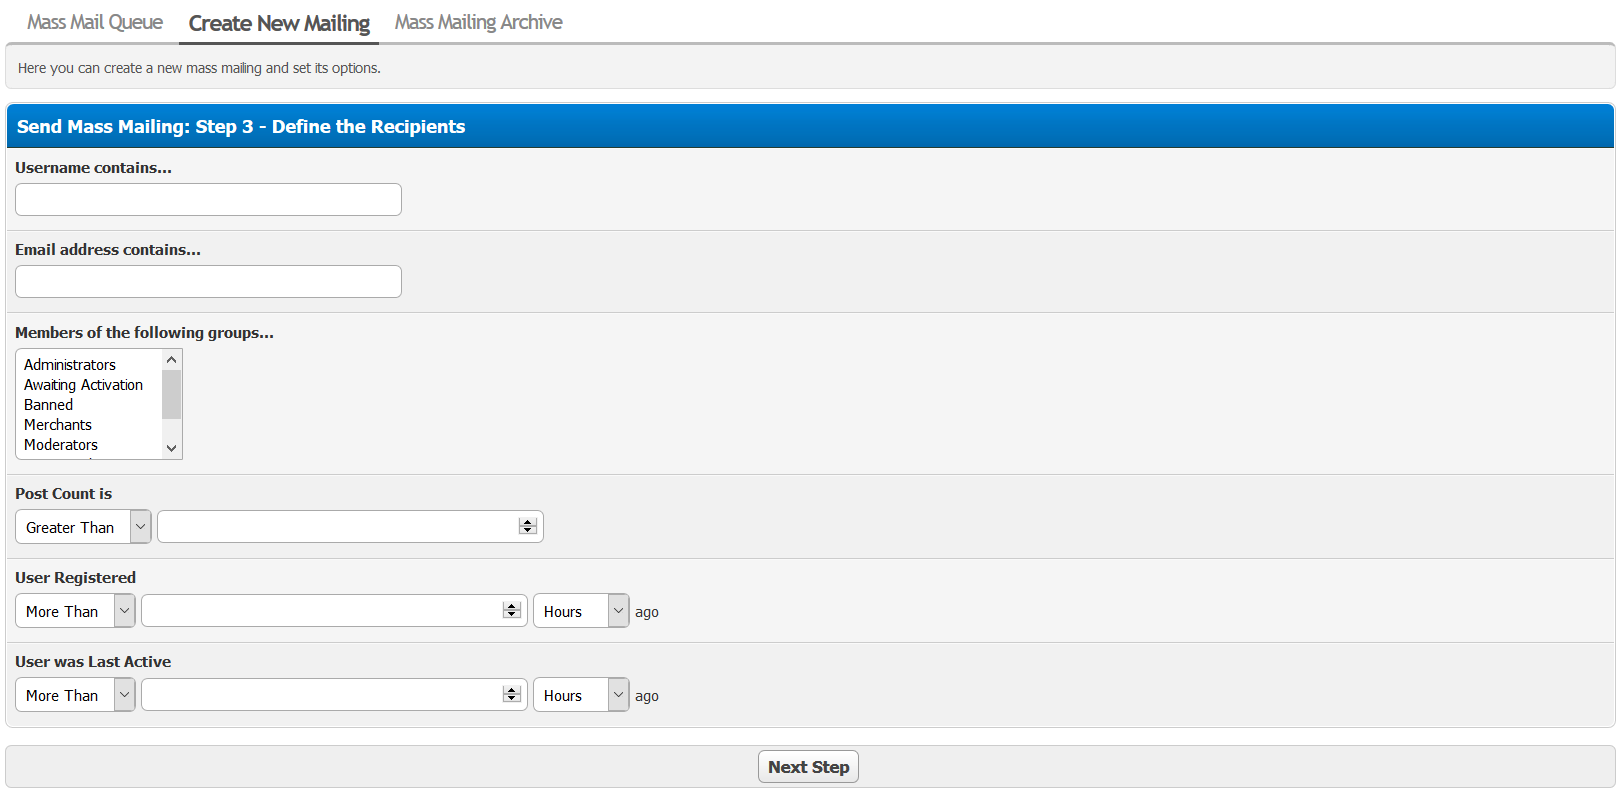 Mass Mail Queue Create New Mailing Mass Mailing Archive
Here you can create a new mass mailing and set its options.
Send Mass Mailing: Step 3 - Define the Recipients
Username contains...
Email address contains...
Members of the following groups...
Administrators
Awaiting Activation
Banned
Merchants
Moderators
Post Count is
Greater Than
User Registered
More Than Hours ago
User was Last Active
More Than Hours ago
Next Step